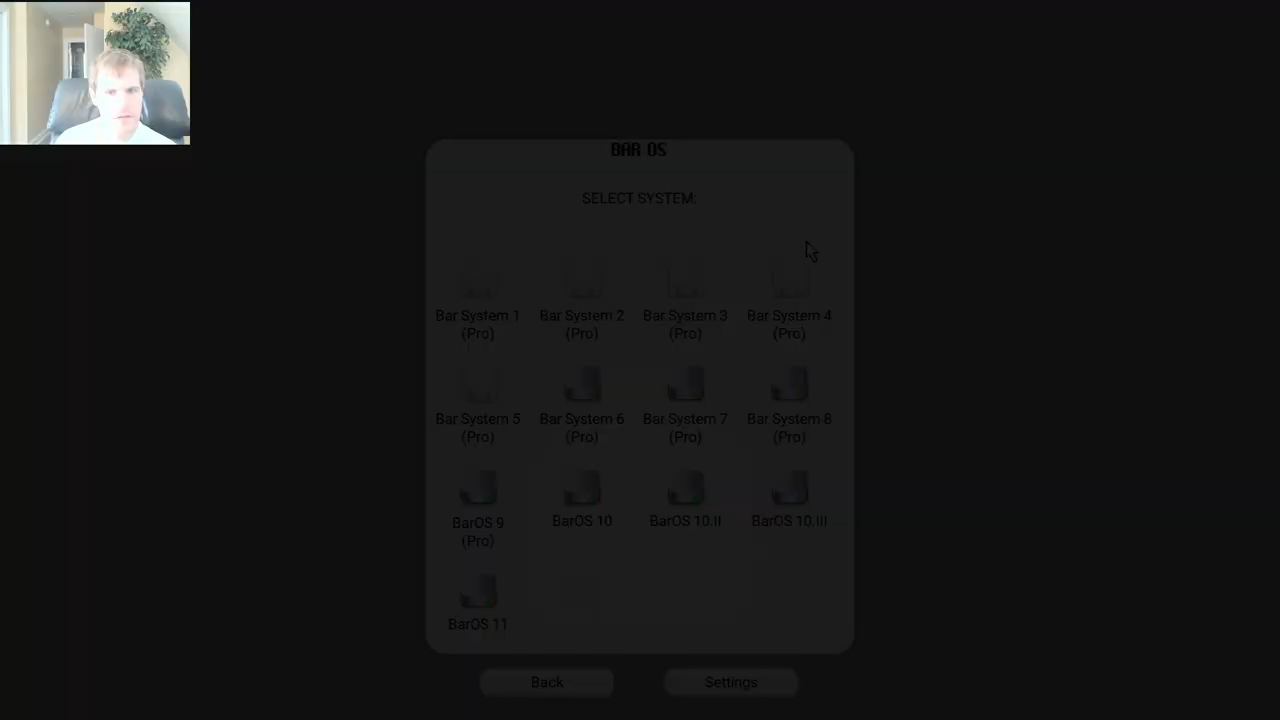 BAR OS
SELECT SYSTEM:
Bar System 1
(Pro)
Bar System 2
(Pro)
Bar System 3
(Pro)
Bar System 4
(Pro)
Bar System 5
(Pro)
Bar System 6
(Pro)
Bar System 7
(Pro)
Bar System 8
(Pro)
BarOS 9
(Pro)
BarOS 10
BarOS 10.II
BarOS 10.III
BarOS 11
Back
Settings